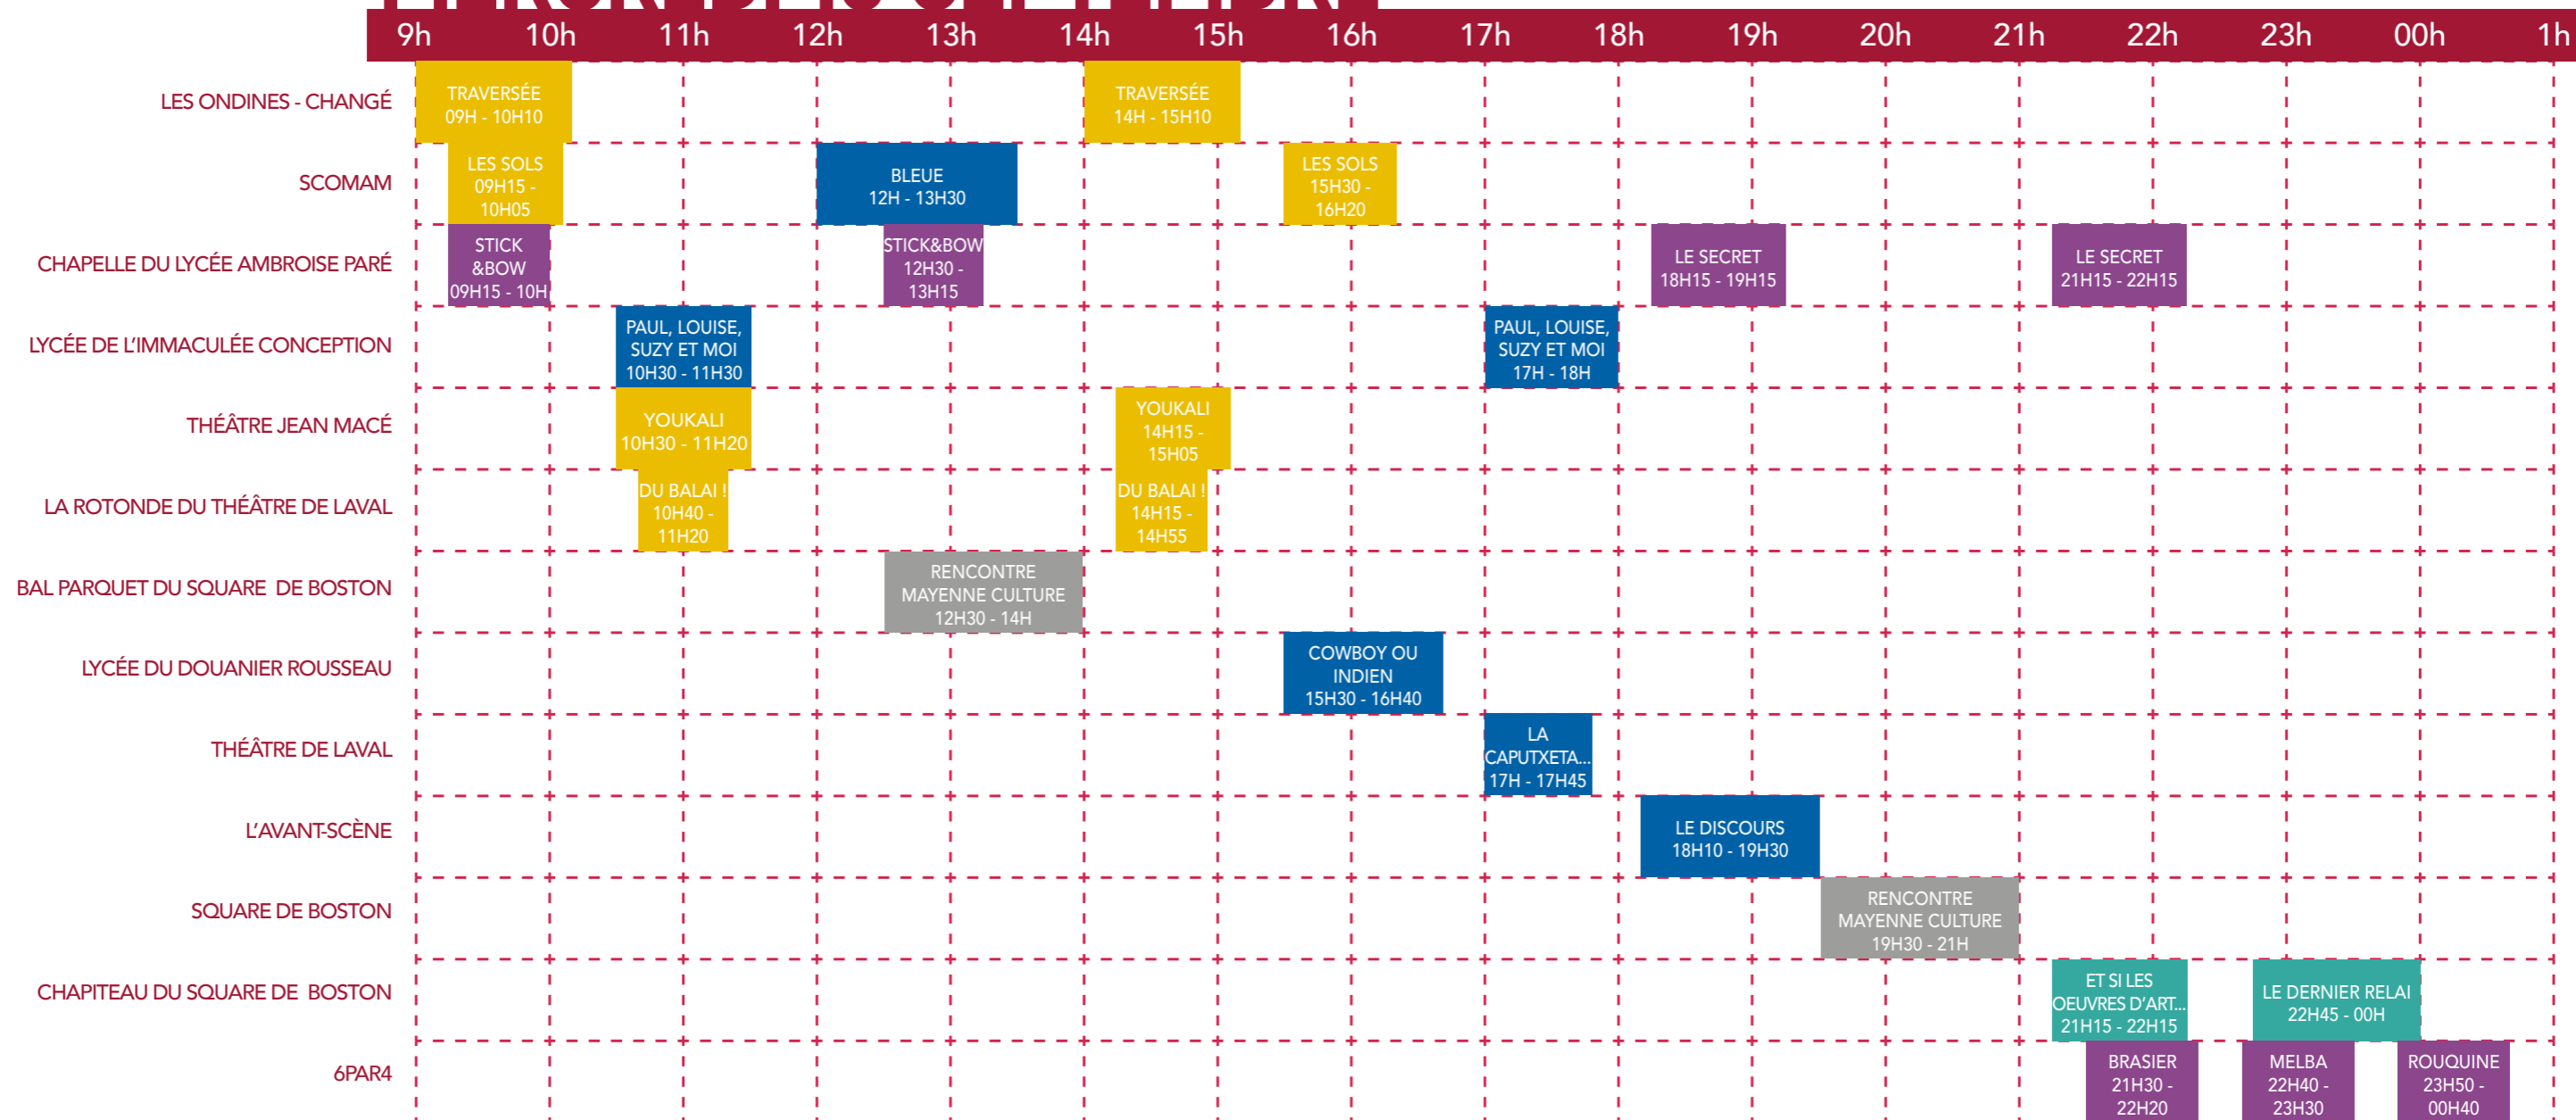 9h 10h 11h 12h 13h 14h 15h 16h 17h 18h 19h 20h 21h 22h 23h 00h 1h
LES ONDINES - CHANGÉ
TRAVERSÉE
09H - 10H10
TRAVERSÉE
14H - 15H10
SCOMAM
LES SOLS
09H15 -
10H05
BLEUE
12H - 13H30
LES SOLS
15H30 -
16H20
CHAPELLE DU LYCÉE AMBROISE PARÉ
STICK
&BOW
09H15 - 10H
STICK&BOW
12H30 -
13H15
LE SECRET
18H15 - 19H15
LE SECRET
21H15 - 22H15
LYCÉE DE L'IMMACULÉE CONCEPTION
PAUL, LOUISE,
SUZY ET MOI
10H30 - 11H30
PAUL, LOUISE,
SUZY ET MOI
17H - 18H
THÉÂTRE JEAN MACÉ
YOUKALI
10H30 - 11H20
YOUKALI
14H15 -
15H05
LA ROTONDE DU THÉÂTRE DE LAVAL
DU BALAI !
10H40 -
11H20
DU BALAI !
14H15 -
14H55
BAL PARQUET DU SQUARE DE BOSTON
RENCONTRE
MAYENNE CULTURE
12H30 - 14H
LYCÉE DU DOUANIER ROUSSEAU
COWBOY OU
INDIEN
15H30 - 16H40
THÉÂTRE DE LAVAL
LA
CAPUTXETA...
17H - 17H45
L'AVANT-SCÈNE
LE DISCOURS
18H10 - 19H30
SQUARE DE BOSTON
RENCONTRE
MAYENNE CULTURE
19H30 - 21H
CHAPITEAU DU SQUARE DE BOSTON
ET SI LES
OEUVRES D'ART...
21H15 - 22H15
LE DERNIER RELAI
22H45 - 00H
6PAR4
BRASIER
21H30 -
22H20
MELBA
22H40 -
23H30
ROUQUINE
23H50 -
00H40